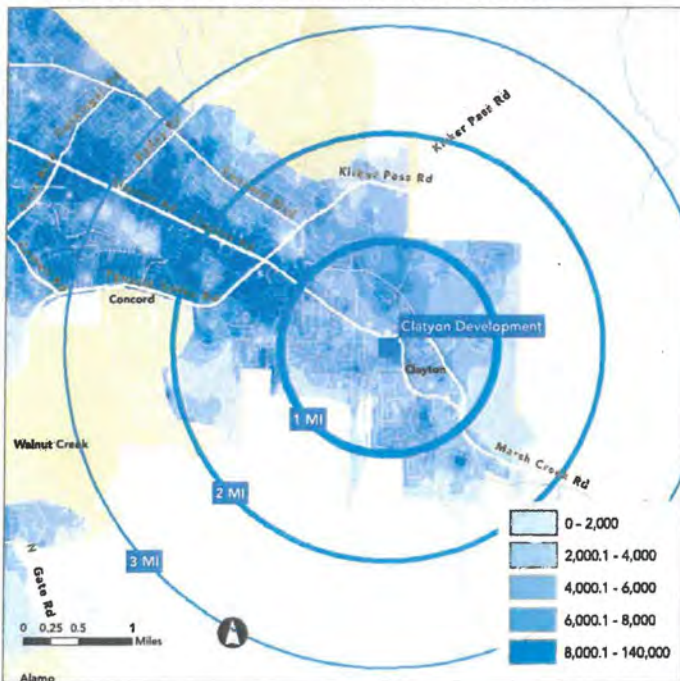 Kirker Pass Rd
Kirker Pass Rd
Concord
Clatyon Development
Clayton
1 MI
Walnut Creek
Marsh Creek Rd
2 MI
3 MI
N Gate Rd
0 0.25 0.5 1
Miles
Alamo
0 - 2,000
2,000.1 - 4,000
4,000.1 - 6,000
6,000.1 - 8,000
8,000.1 - 140,000